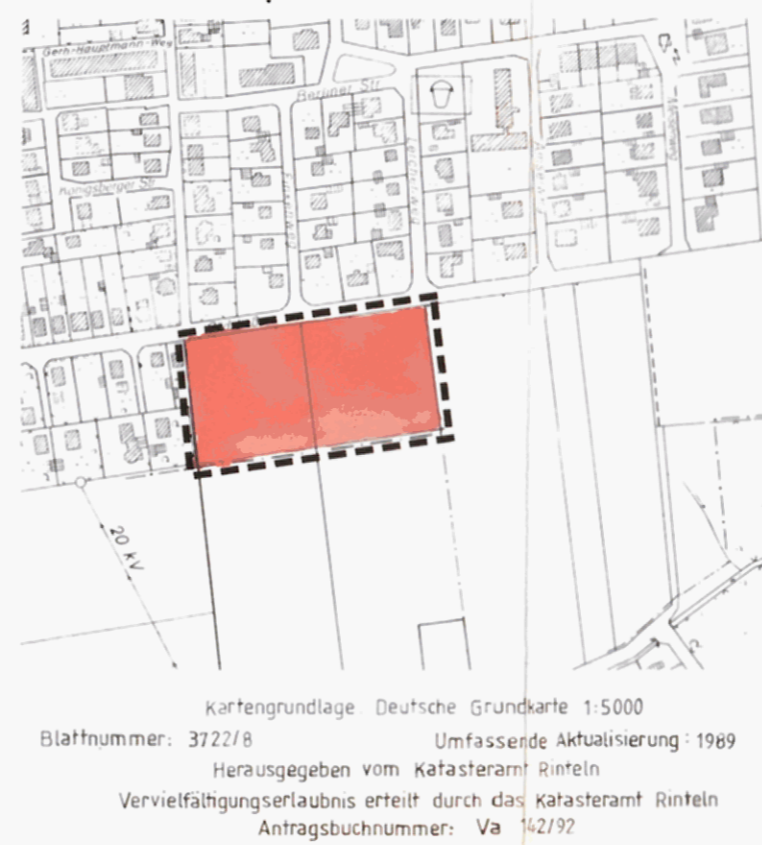 Gerh.-Hauptmann-Weg
Berliner Str.
Königsberger Str.
20 kV
Kartengrundlage Deutsche Grundkarte 1:5000
Blattnummer: 3722/8
Umfassende Aktualisierung: 1989
Herausgegeben vom Katasteramt Rinteln
Vervielfältigungserlaubnis erteilt durch das Katasteramt Rinteln
Antragsbuchnummer: Va 142/92